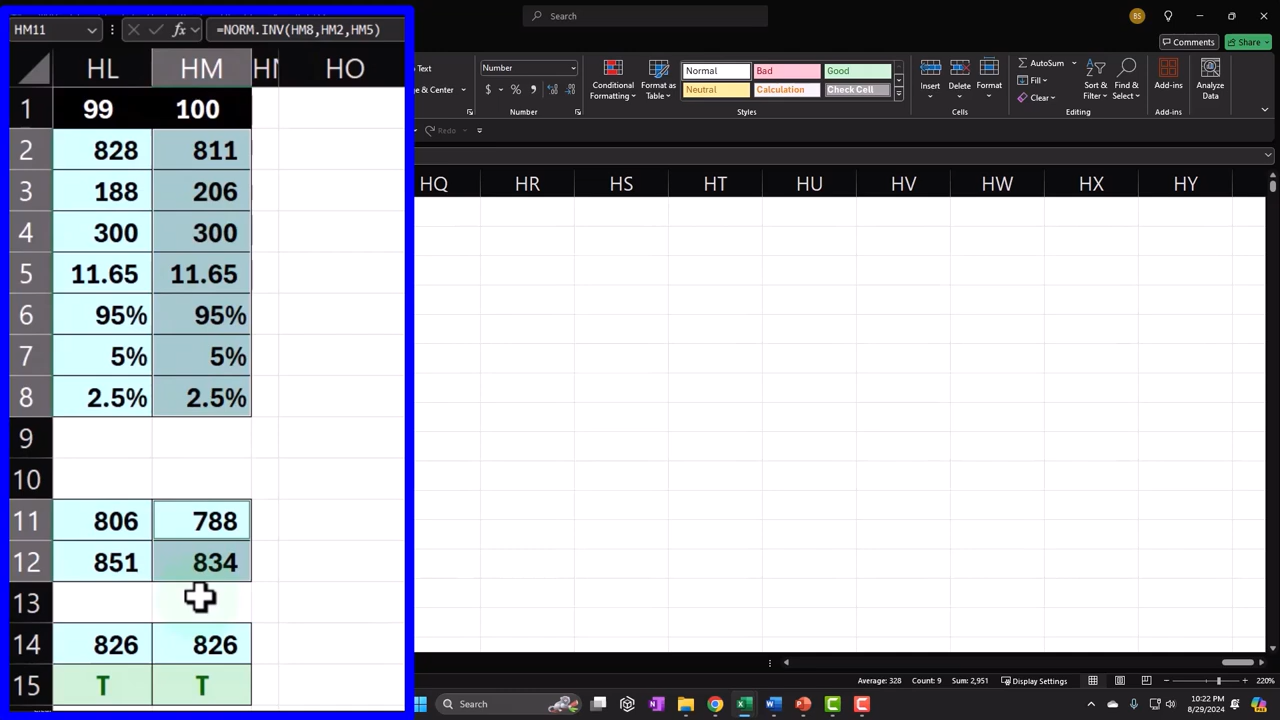 HM11 fx =NORM.INV(HM8,HM2,HM5)
HL HM HO
1 99 100
2 828 811
3 188 206
4 300 300
5 11.65 11.65
6 95% 95%
7 5% 5%
8 2.5% 2.5%
9
10
11 806 788
12 851 834
13
14 826 826
15 T T
Search
BS
Comments Share
Number
$ % ,
Number
Conditional Formatting
Format as Table
Normal Bad Good
Neutral Calculation Check Cell
Styles
Insert Delete Format
Cells
AutoSum
Fill
Clear
Sort & Filter
Find & Select
Editing
Add-ins
Add-ins
Analyze Data
Redo
HQ HR HS HT HU HV HW HX HY
Average: 328 Count: 9 Sum: 2,951 Display Settings 220%
Search
10:22 PM
8/29/2024